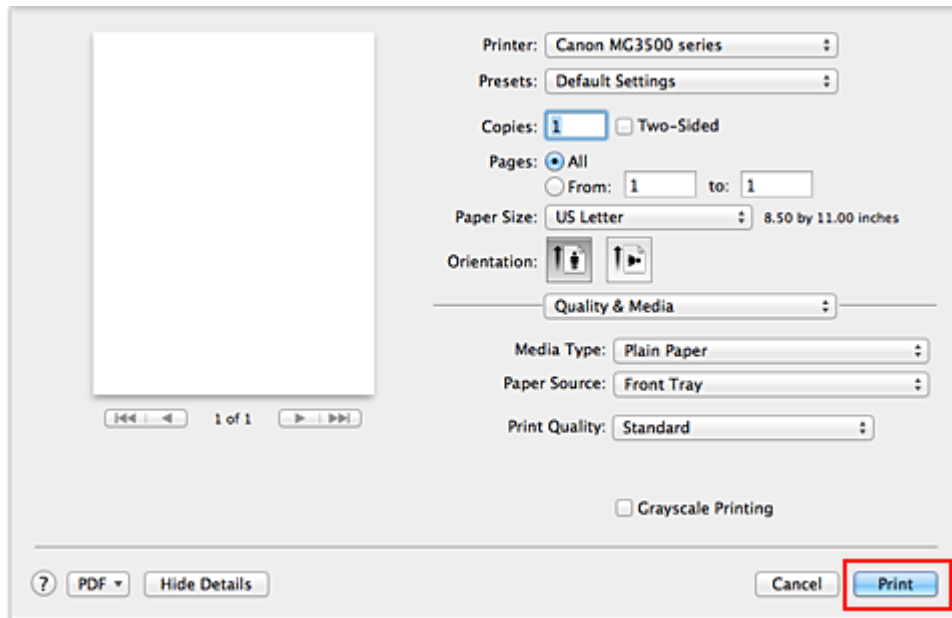 Printer: Canon MG3500 series
Presets: Default Settings
Copies: 1 Two-Sided
Pages: All
From: 1 to: 1
Paper Size: US Letter 8.50 by 11.00 inches
Orientation:
Quality & Media
Media Type: Plain Paper
Paper Source: Front Tray
1 of 1
Print Quality: Standard
Grayscale Printing
? PDF Hide Details Cancel Print